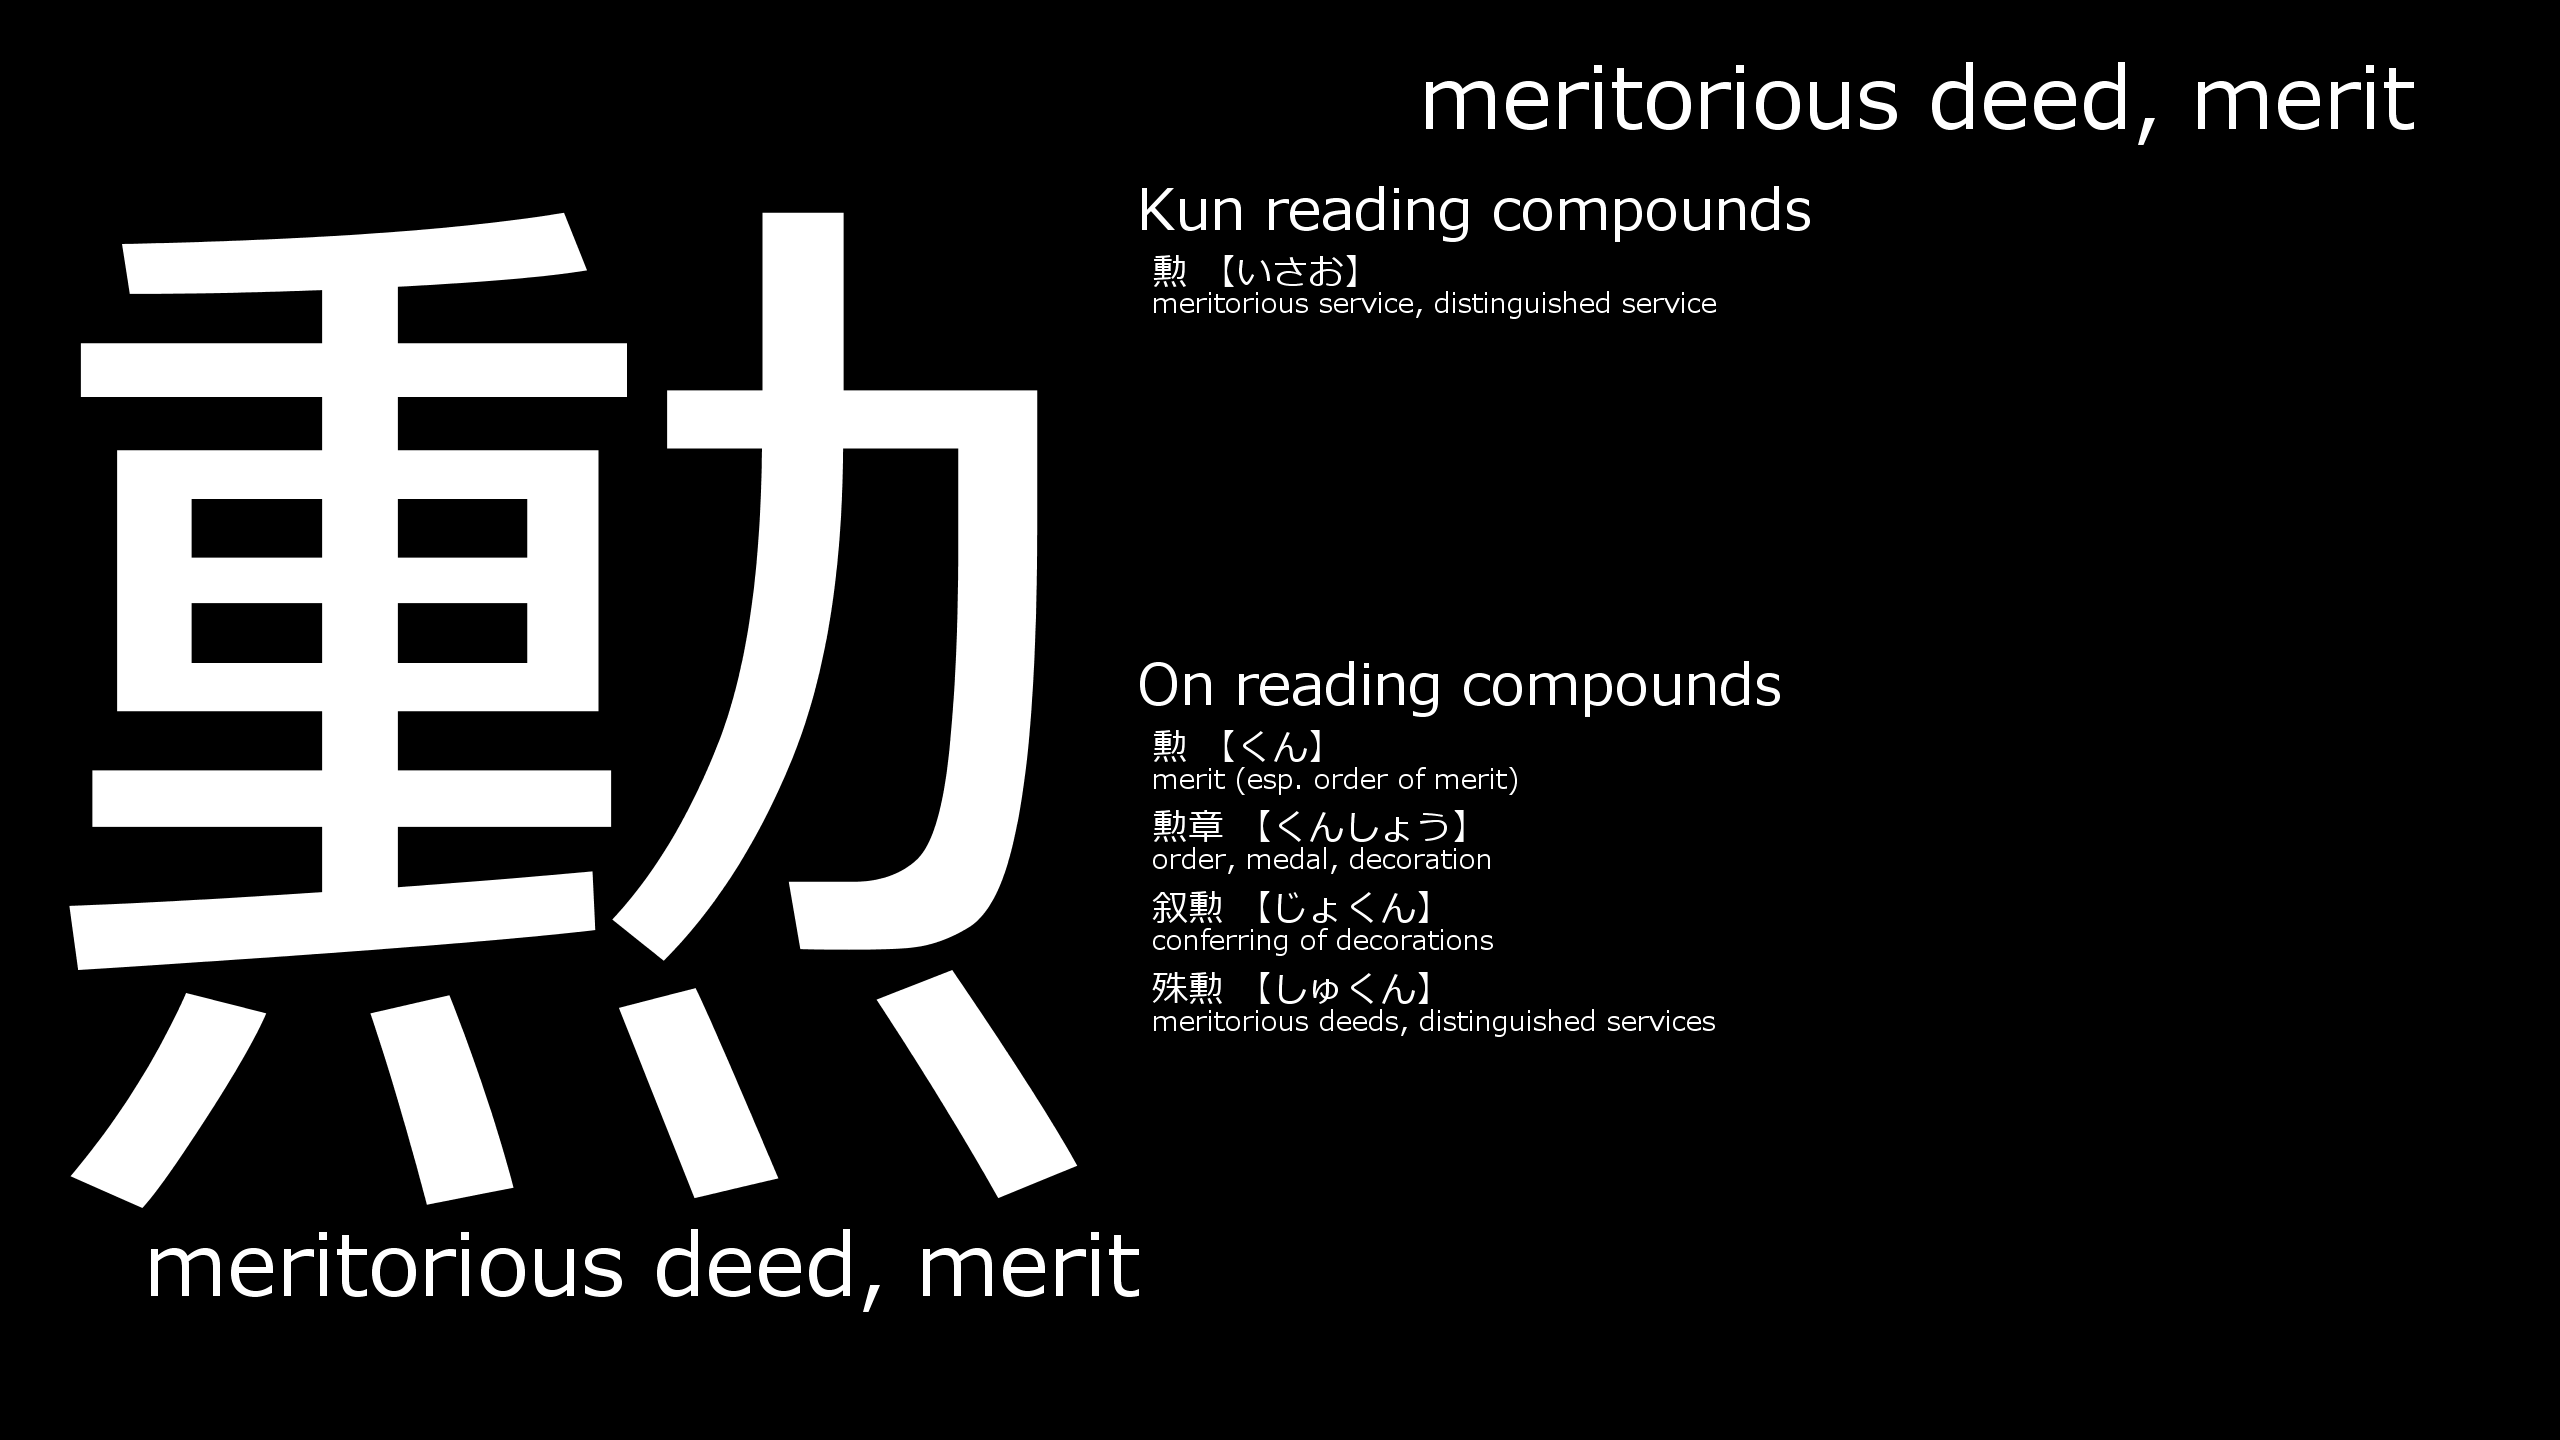 勲
meritorious deed, merit
meritorious deed, merit
Kun reading compounds
勲 【いさお】
meritorious service, distinguished service
On reading compounds
勲 【くん】
merit (esp. order of merit)
勲章 【くんしょう】
order, medal, decoration
叙勲 【じょくん】
conferring of decorations
殊勲 【しゅくん】
meritorious deeds, distinguished services